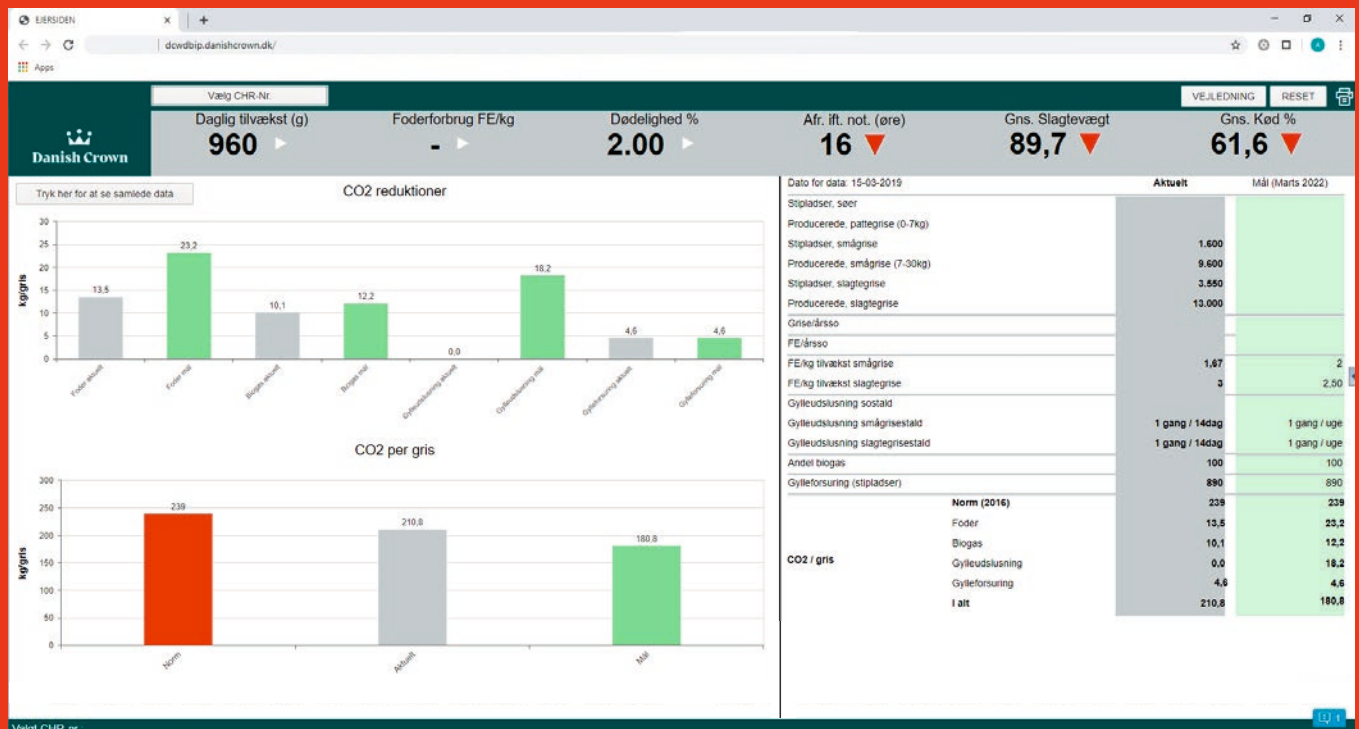 EJERSIDEN
dcwdbip.danishcrown.dk/
Apps
Vælg CHR-Nr.
VEJLEDNING RESET
Danish Crown
Daglig tilvækst (g) Foderforbrug FE/kg Dødelighed % Afr. ift. not. (øre) Gns. Slagtevægt Gns. Kød %
960 - 2.00 16 89,7 61,6
Tryk her for at se samlede data
CO2 reduktioner
kg/gris
30
25
20
15
10
5
0
13,5 23,2 10,1 12,2 0,0 18,2 4,6 4,6
Foder aktuelt Foder mål Biogas aktuelt Biogas mål Gylleudslusning aktuelt Gylleudslusning mål Gylleforsuring aktuelt Gylleforsuring mål
CO2 per gris
kg/gris
300
250
200
150
100
50
0
239 210,8 180,8
Norm Aktuelt Mål
Dato for data: 15-03-2019 Aktuelt Mål (Marts 2022)
Stipladser, søer
Producerede, pattegrise (0-7kg)
Stipladser, smågrise 1.600
Producerede, smågrise (7-30kg) 9.600
Stipladser, slagtegrise 3.550
Producerede, slagtegrise 13.000
Grise/årsso
FE/årsso
FE/kg tilvækst smågrise 1,67 2
FE/kg tilvækst slagtegrise 3 2,50
Gylleudslusning sostald
Gylleudslusning smågrisestald 1 gang / 14dag 1 gang / uge
Gylleudslusning slagtegrisestald 1 gang / 14dag 1 gang / uge
Andel biogas 100 100
Gylleforsuring (stipladser) 890 890
Norm (2016) 239 239
Foder 13,5 23,2
Biogas 10,1 12,2
CO2 / gris
Gylleudslusning 0,0 18,2
Gylleforsuring 4,6 4,6
I alt 210,8 180,8
Valgt CHR-nr
1